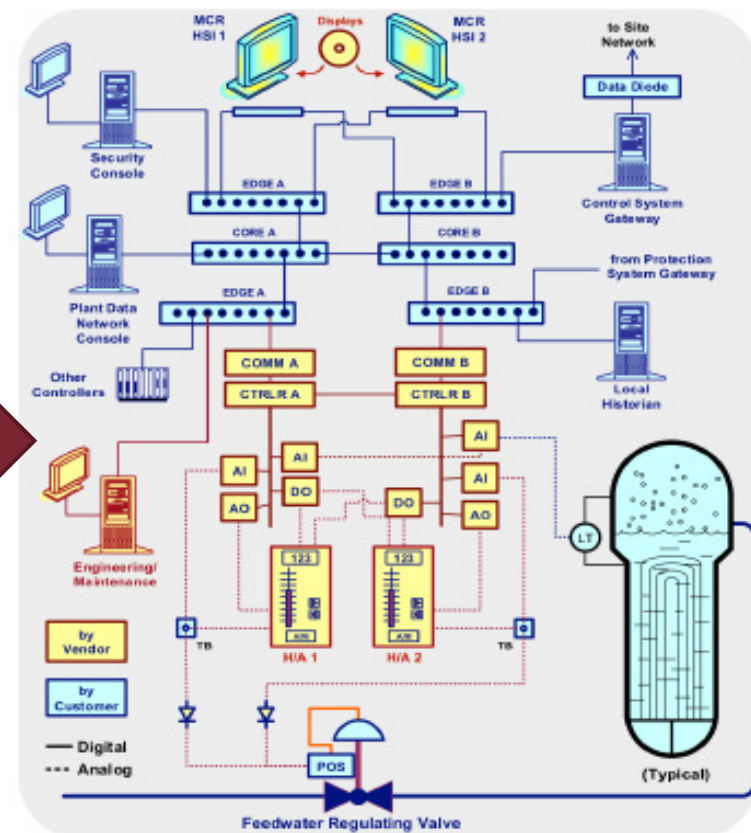 MCR
HSI 1
Displays
MCR
HSI 2
to Site
Network
Data Diode
Security
Console
EDGE A
EDGE B
Control System
Gateway
CORE A
CORE B
from Protection
System Gateway
EDGE A
EDGE B
Plant Data
Network
Console
Other
Controllers
COMM A
COMM B
CTRLR A
CTRLR B
Local
Historian
AI
AI
AI
AI
DO
DO
AO
AO
Engineering/
Maintenance
123
123
LT
A/M
A/M
TB
H/A 1
H/A 2
TB
by
Vendor
by
Customer
Digital
Analog
POS
(Typical)
Feedwater Regulating Valve